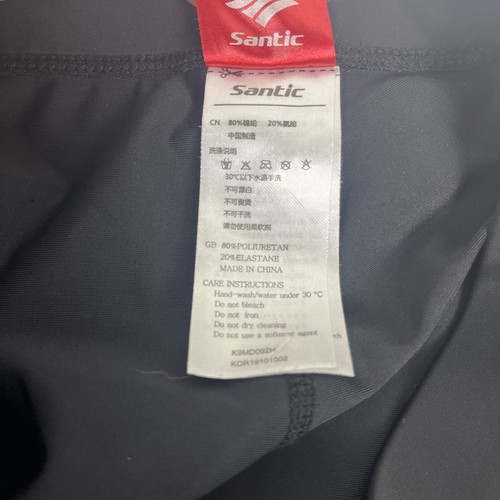 Santic
Santic
CN 80%锦纶 20%氨纶
中国制造
洗涤说明
30℃以下水温手洗
不可漂白
不可熨烫
不可干洗
请勿使用柔软剂
GB 80%POLIURETAN
20%ELASTANE
MADE IN CHINA
CARE INSTRUCTIONS
Hand-wash/water under 30 °C
Do not bleach
Do not iron
Do not dry cleaning
Do not use a softener agent
K9MD092H
KOR19101002